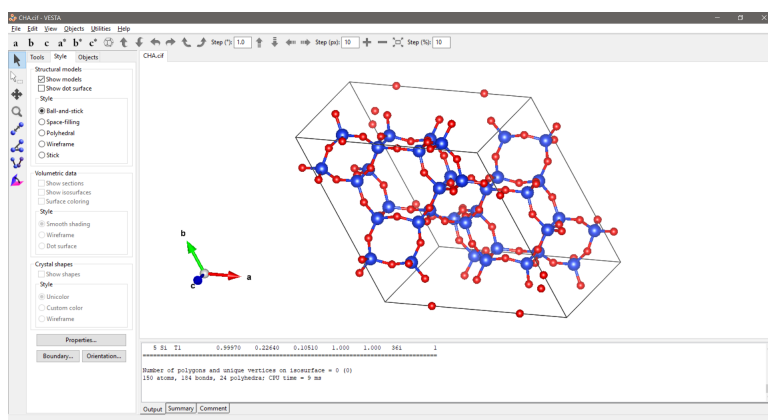 CHA.cif - VESTA
File Edit View Objects Utilities Help
a b c a* b* c* Step (°): 1.0 Step (px): 10 Step (%): 10
Tools Style Objects
CHA.cif
Structural models
Show models
Show dot surface
Style
Ball-and-stick
Space-filling
Polyhedral
Wireframe
Stick
Volumetric data
Show sections
Show isosurfaces
Surface coloring
Style
Smooth shading
Wireframe
Dot surface
Crystal shapes
Show shapes
Style
Unicolor
Custom color
Wireframe
Properties...
Boundary... Orientation...
b
a
c
5 Si T1 0.99970 0.22640 0.10510 1.000 1.000 361 1
Number of polygons and unique vertices on isosurface = 0 (0)
190 atoms, 184 bonds, 24 polyhedra; CPU time = 9 ms
Output Summary Comment